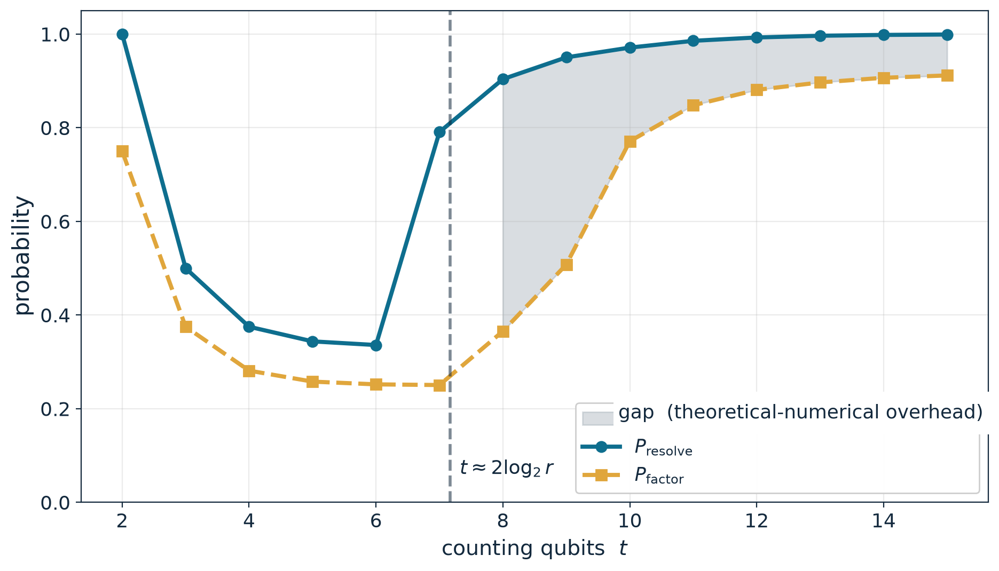 1.0
0.8
0.6
0.4
0.2
0.0
probability
2 4 6 8 10 12 14
counting qubits t
t ≈ 2log₂ r
gap (theoretical-numerical overhead)
P_resolve
P_factor